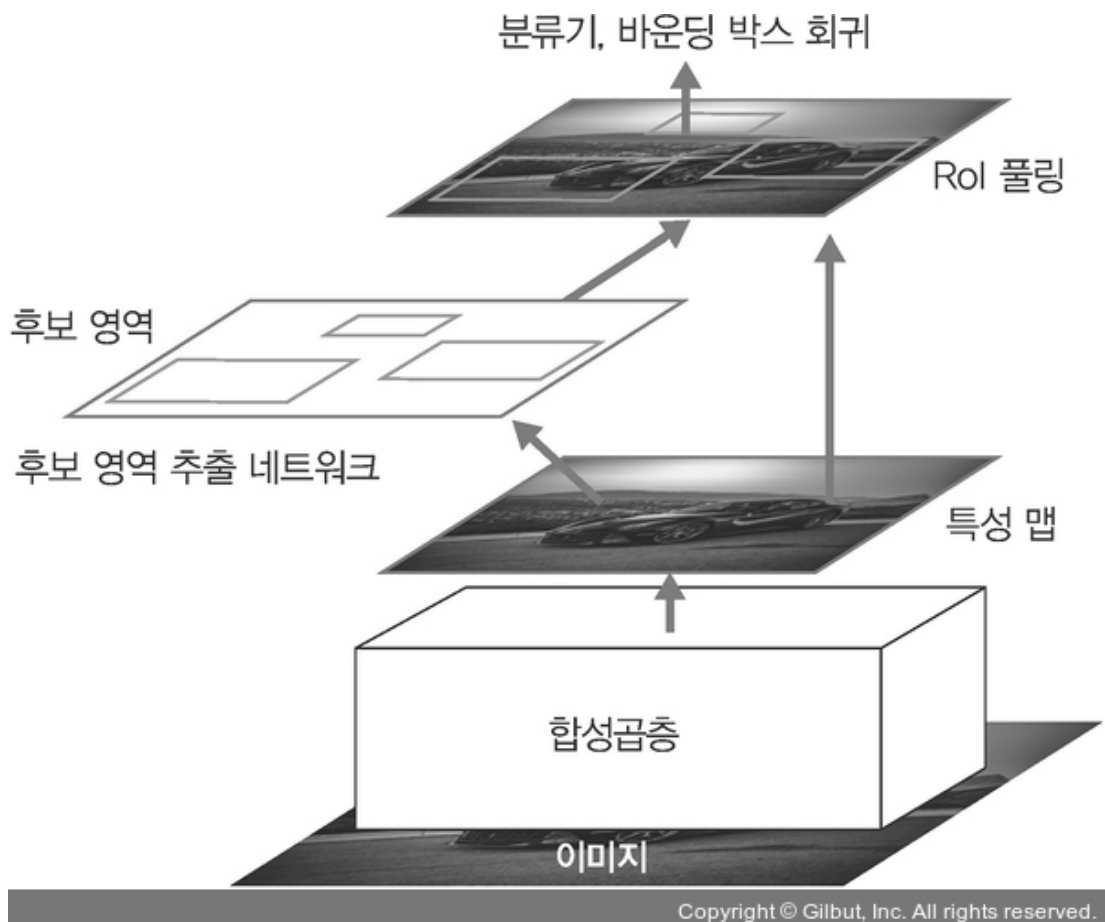 분류기, 바운딩 박스 회귀
RoI 풀링
후보 영역
후보 영역 추출 네트워크
특성 맵
합성곱층
이미지
Copyright © Gilbut, Inc. All rights reserved.